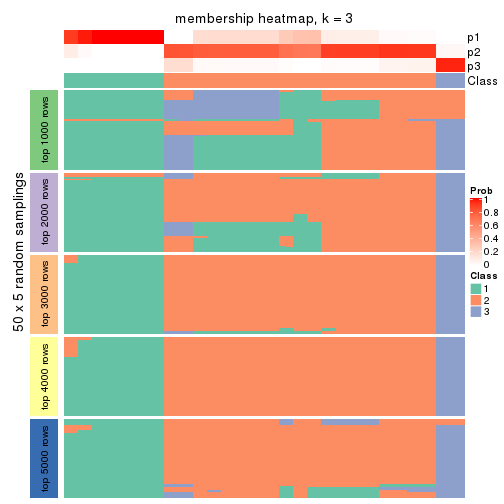 membership heatmap, k = 3
p1
p2
p3
Class
50 x 5 random samplings
top 1000 rows
top 2000 rows
top 3000 rows
top 4000 rows
top 5000 rows
Prob
1
0.8
0.6
0.4
0.2
0
Class
1
2
3